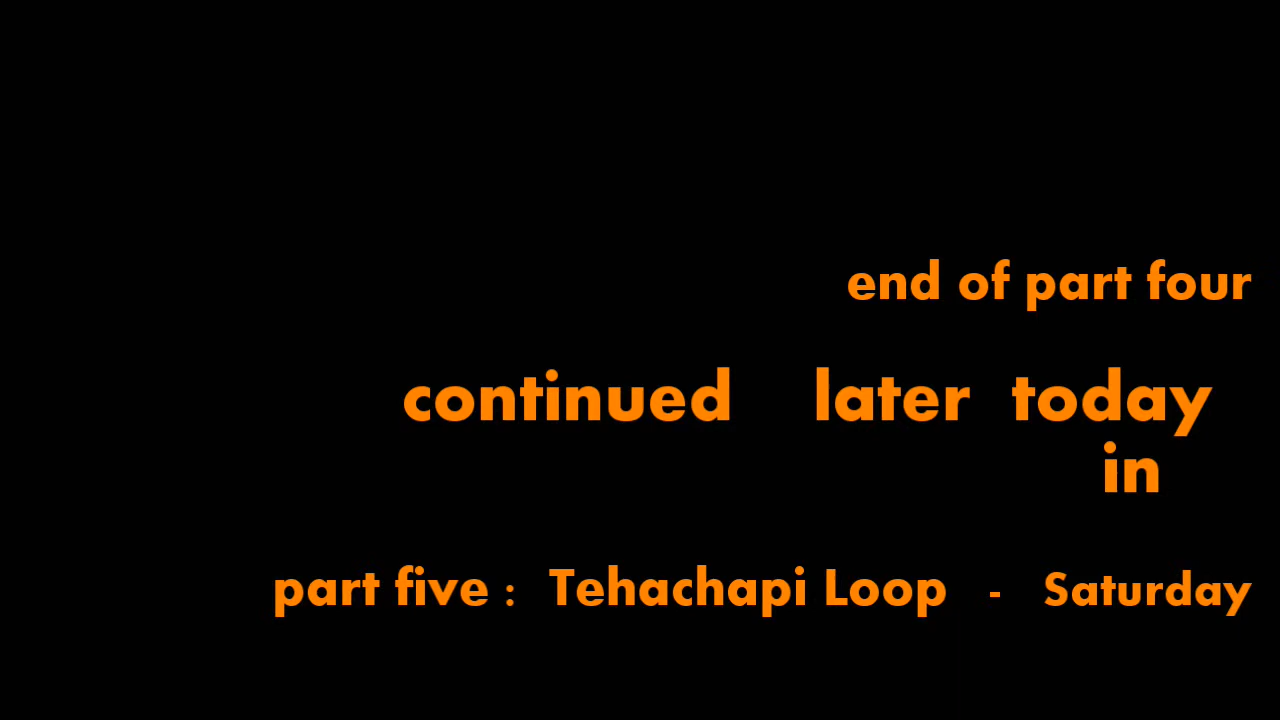 end of part four
continued later today
in
part five : Tehachapi Loop - Saturday